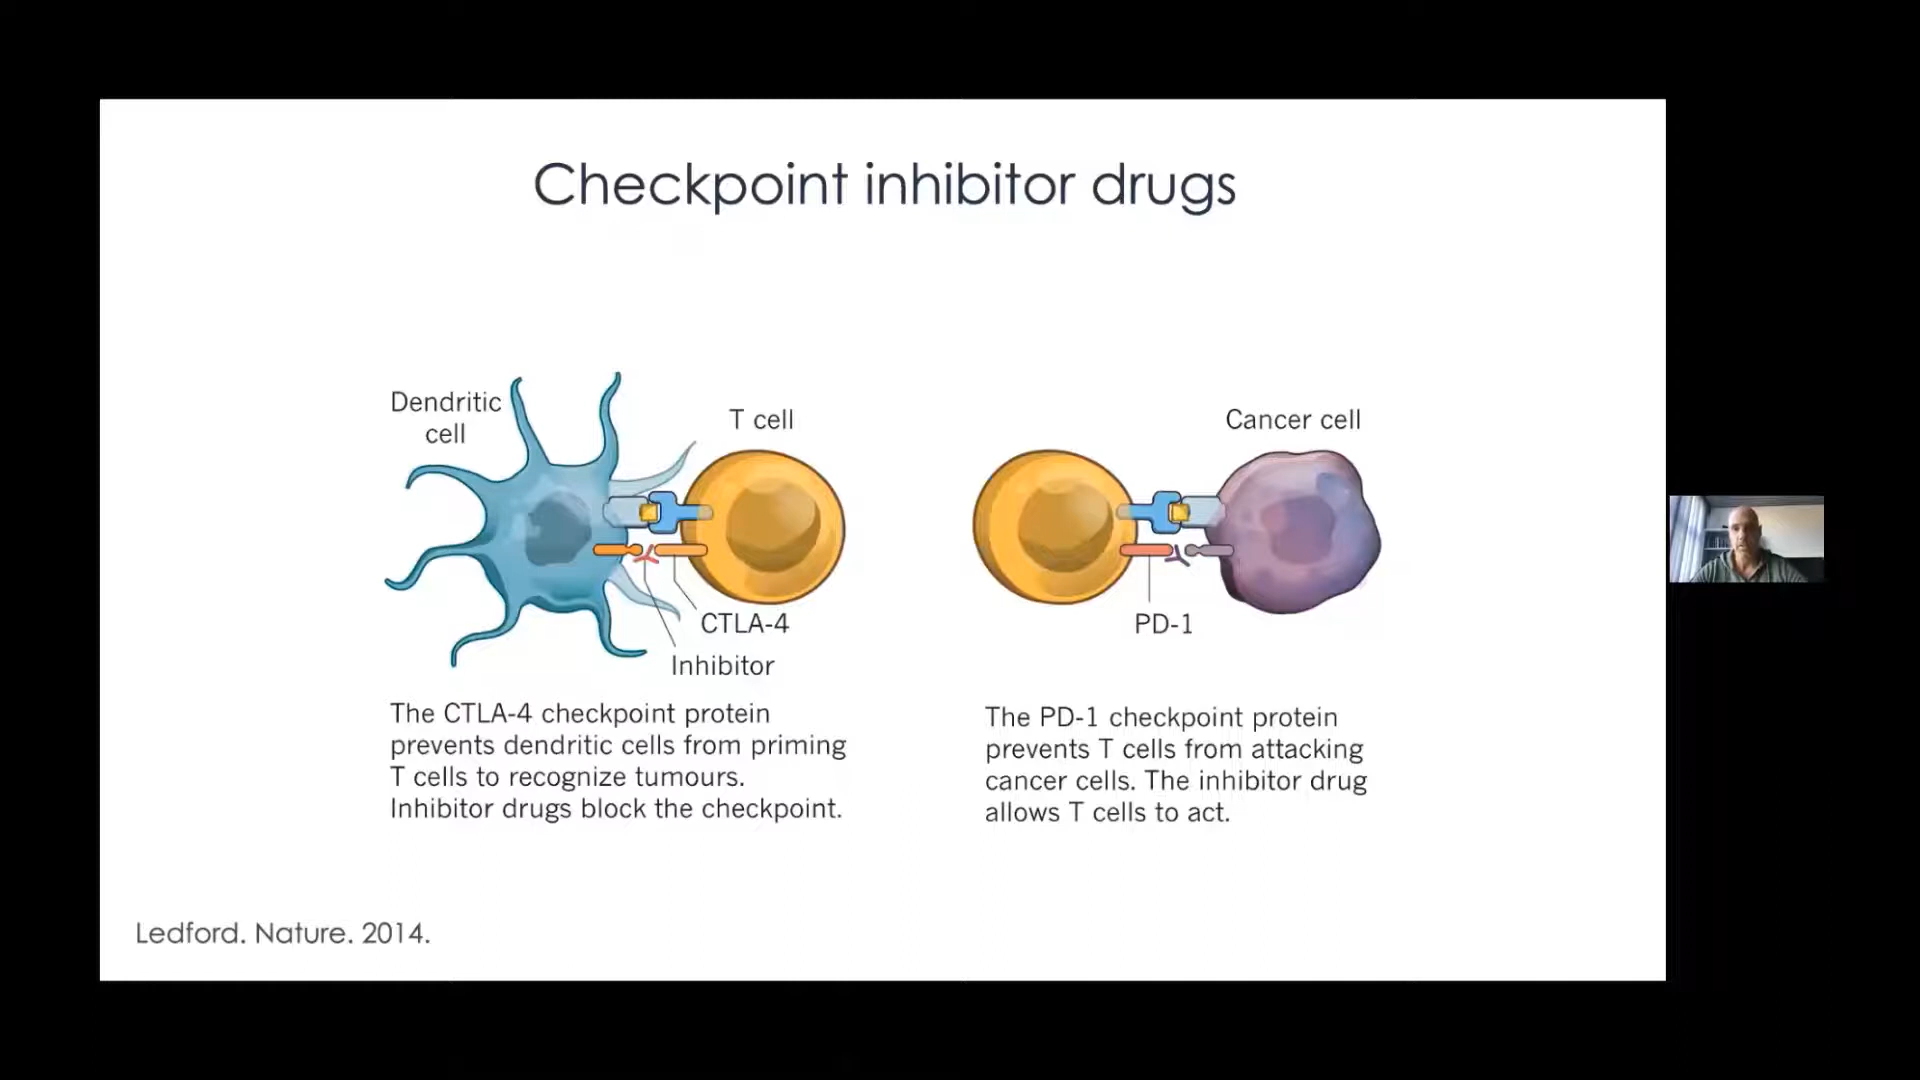 Checkpoint inhibitor drugs
Dendritic
cell
T cell
CTLA-4
Inhibitor
The CTLA-4 checkpoint protein
prevents dendritic cells from priming
T cells to recognize tumours.
Inhibitor drugs block the checkpoint.
Cancer cell
PD-1
The PD-1 checkpoint protein
prevents T cells from attacking
cancer cells. The inhibitor drug
allows T cells to act.
Ledford. Nature. 2014.